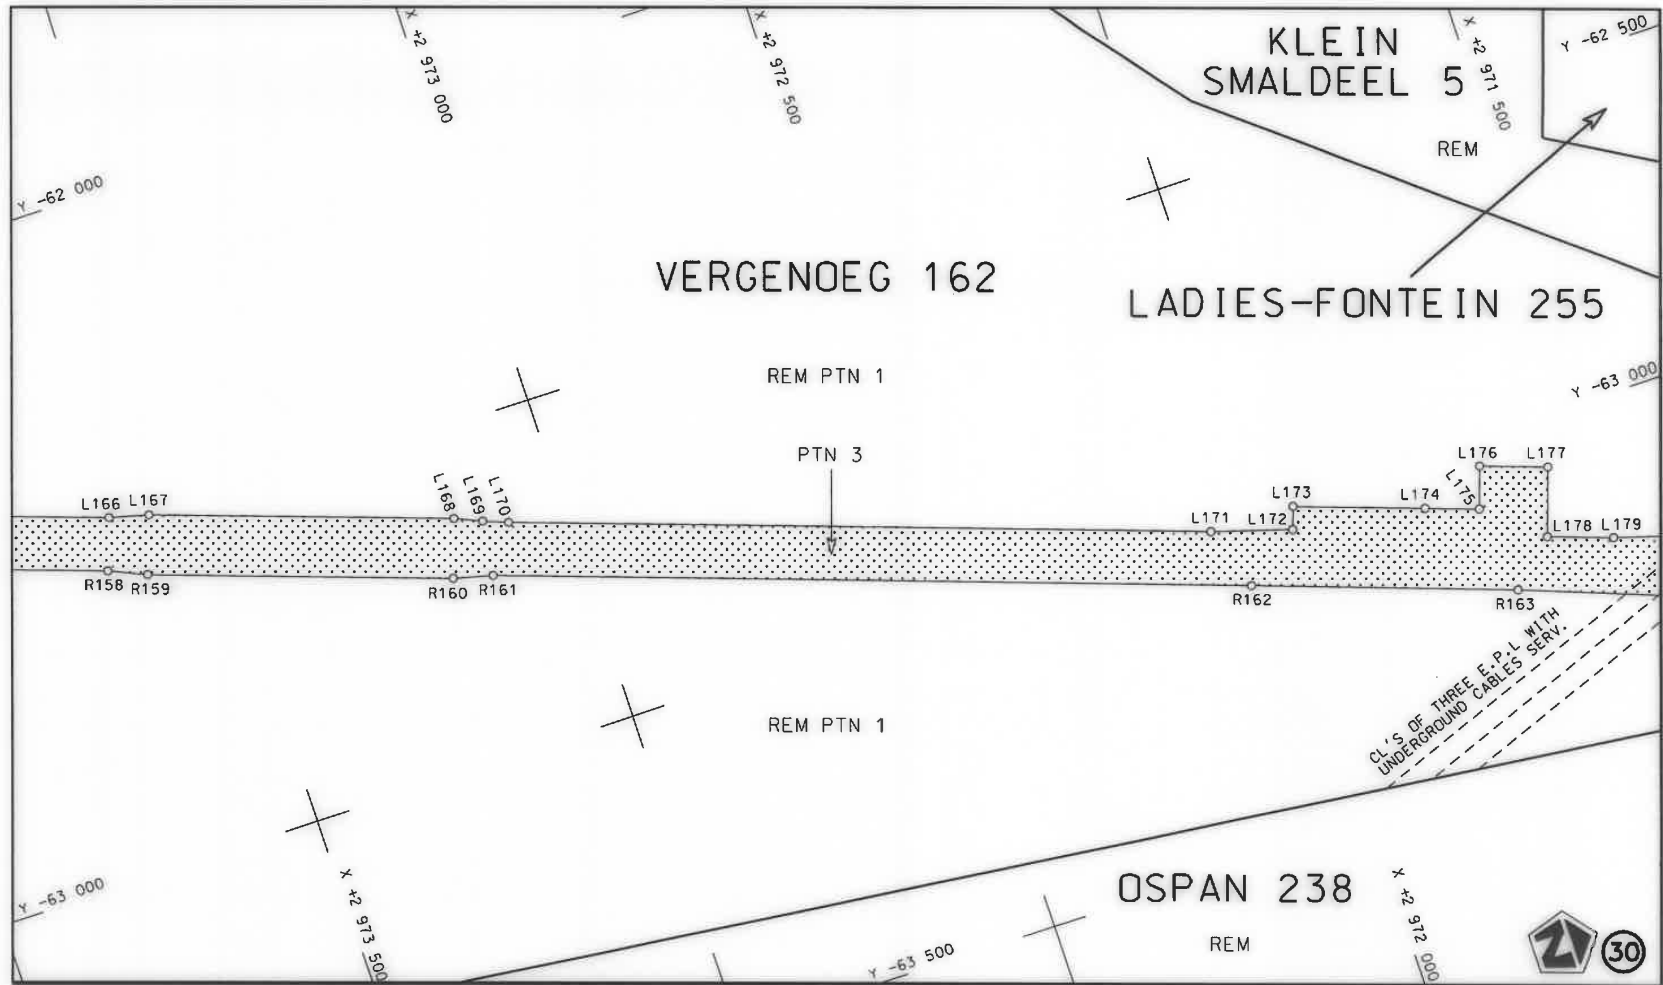 X +2 973 000
X +2 972 500
KLEIN
SMALDEEL 5
REM
X +2 971 500
Y -62 500
Y -62 000
VERGENOEG 162
LADIES-FONTEIN 255
REM PTN 1
Y -63 000
PTN 3
L166 L167
L168
L169
L170
L171
L172
L173
L174
L175
L176
L177
L178
L179
R158
R159
R160
R161
R162
R163
CL'S OF THREE E.P.L WITH
UNDERGROUND CABLES SERV.
REM PTN 1
Y -63 000
X +2 973 500
Y -63 500
OSPAN 238
REM
X +2 972 000
30